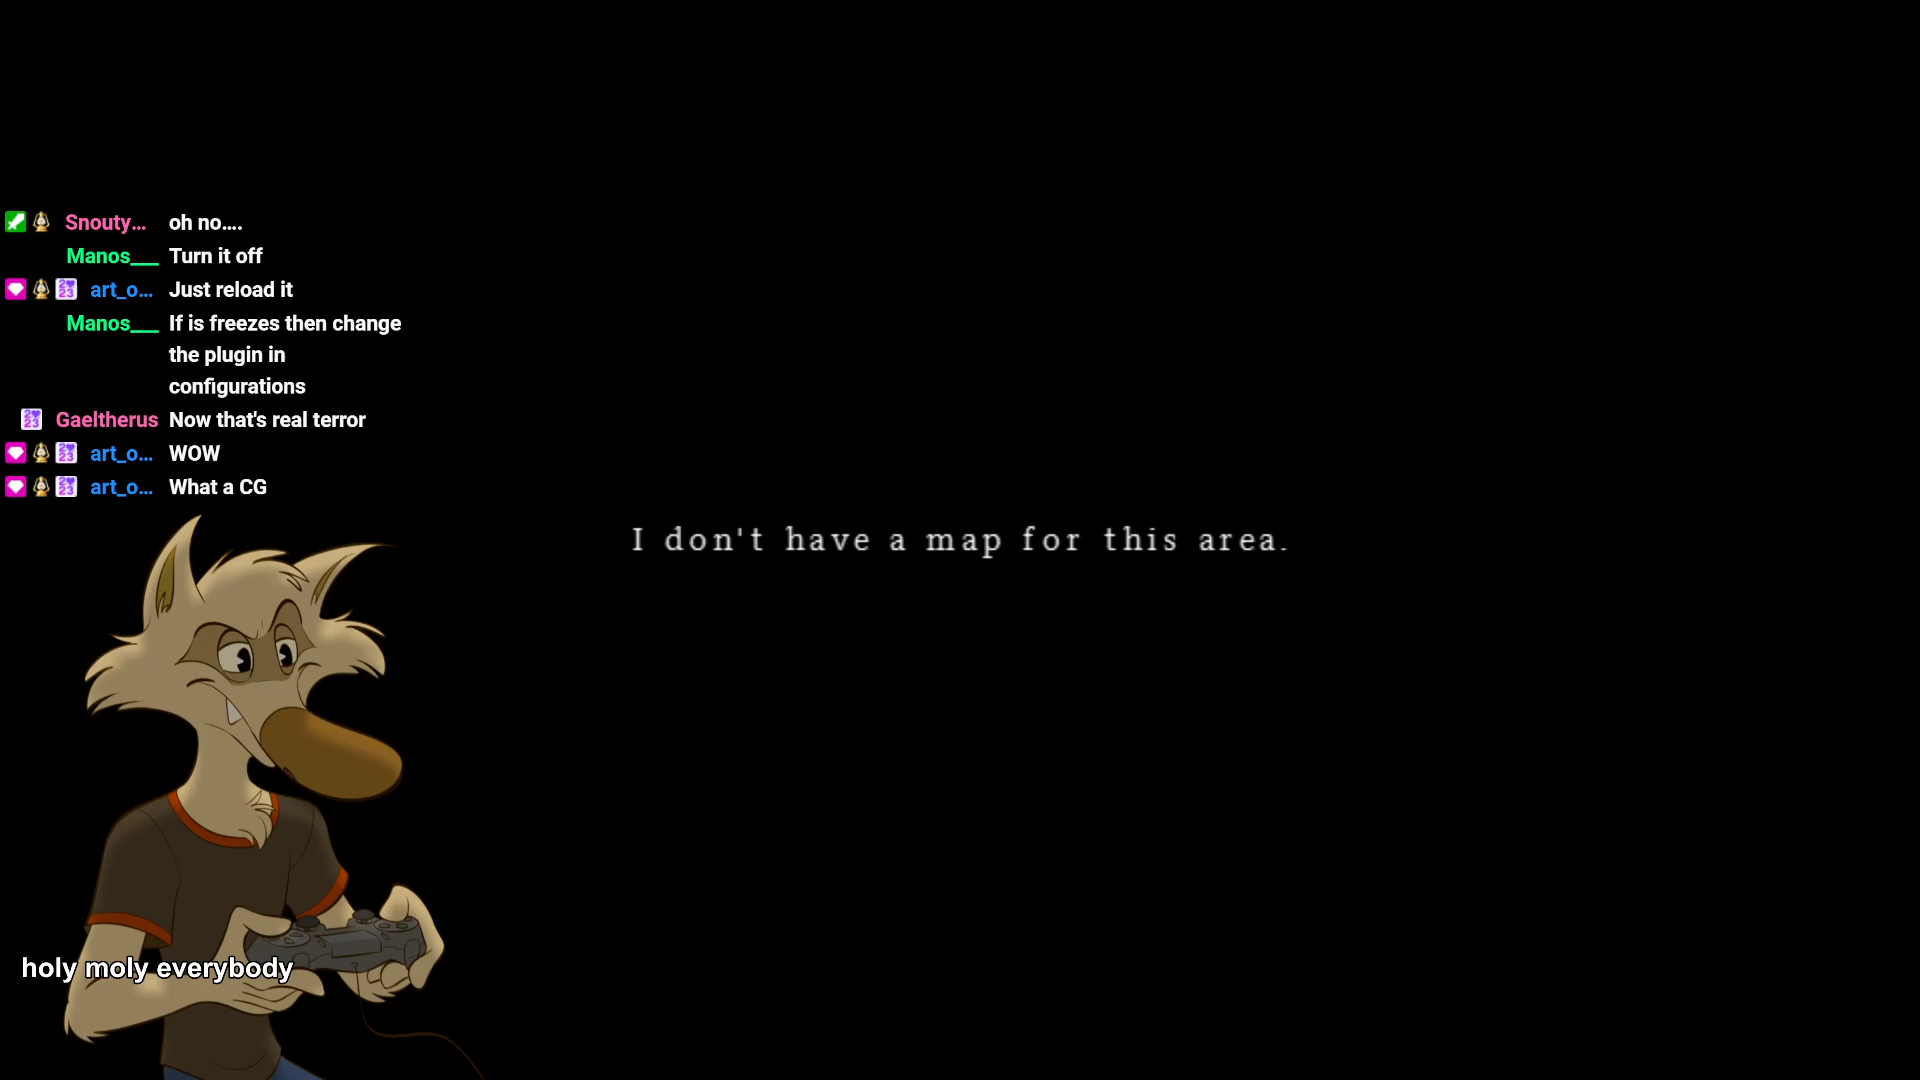 Snouty... oh no....
Manos___ Turn it off
art_o... Just reload it
Manos___ If is freezes then change
the plugin in
configurations
Gaeltherus Now that's real terror
art_o... WOW
art_o... What a CG
I don't have a map for this area.
holy moly everybody